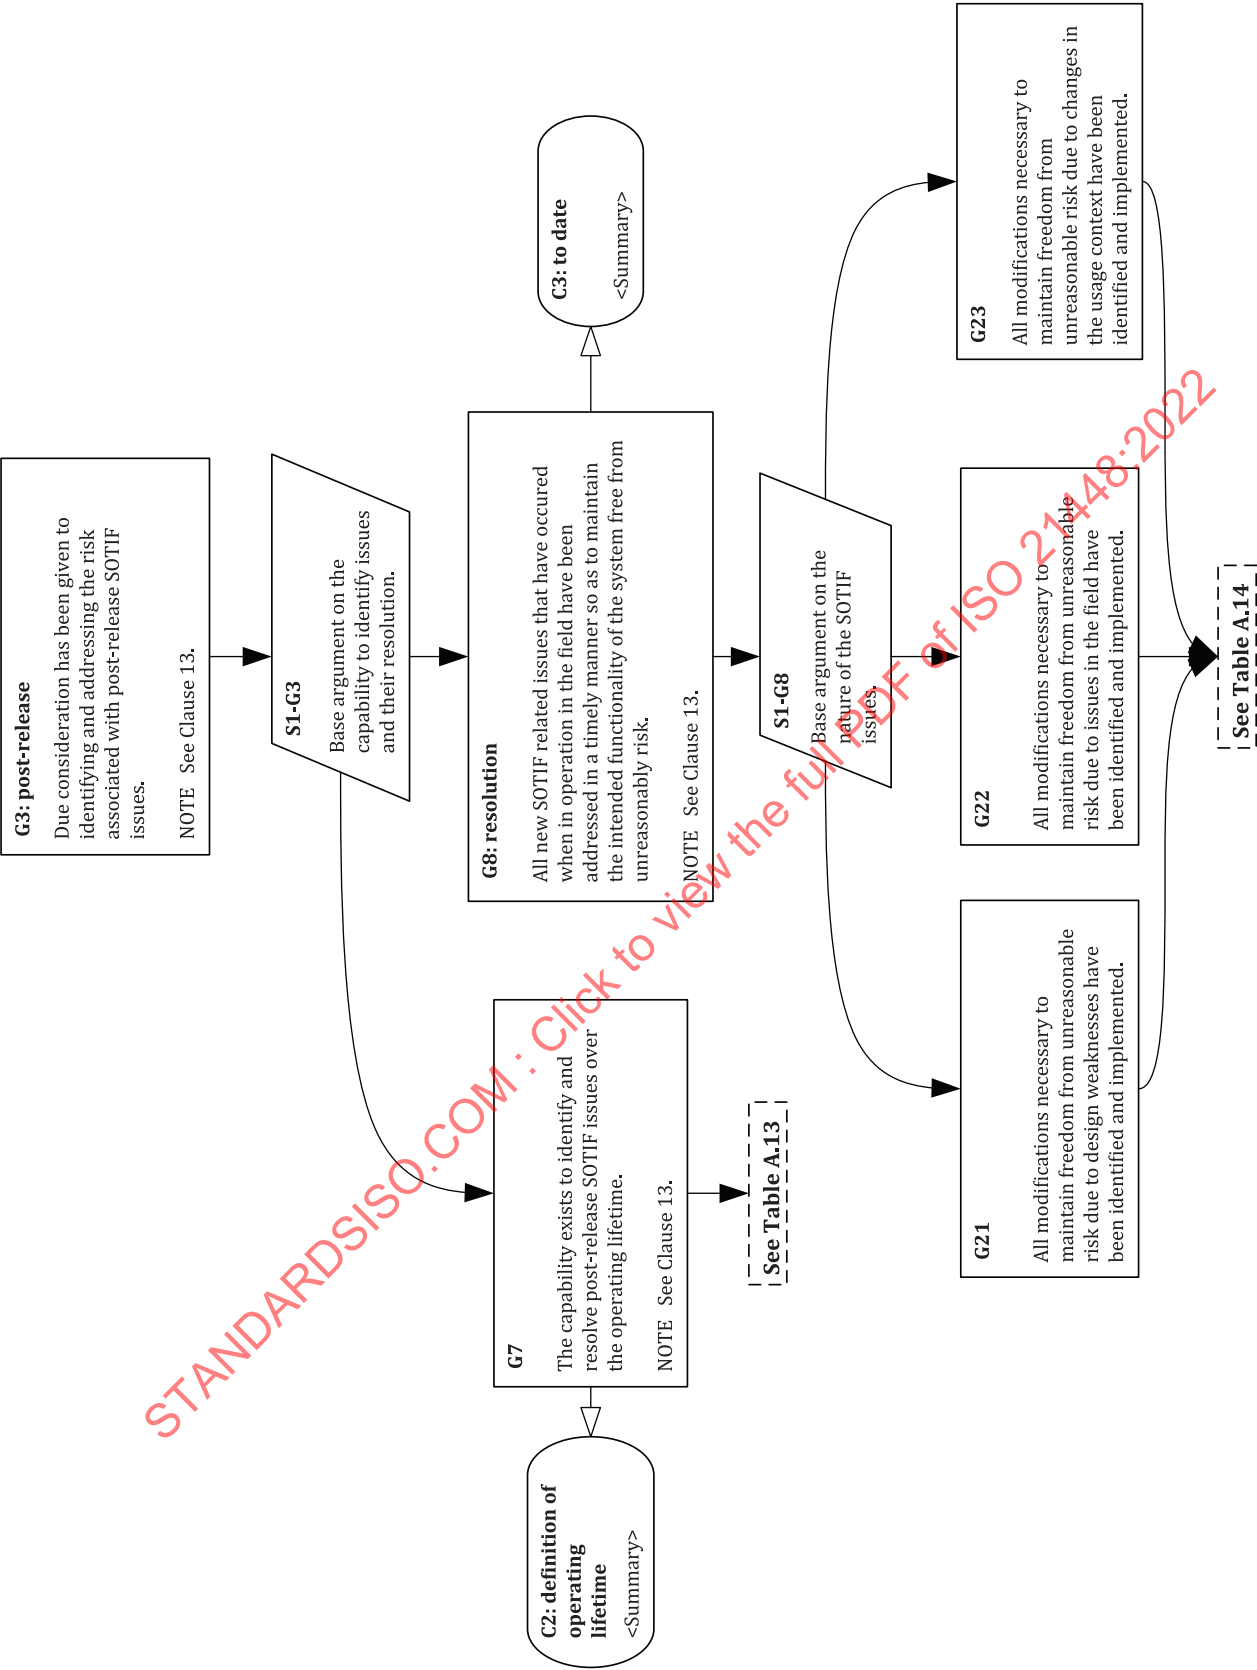 G3: post-release
Due consideration has been given to
identifying and addressing the risk
associated with post-release SOTIF
issues.
NOTE See Clause 13.
S1-G3
Base argument on the
capability to identify issues
and their resolution.
C2: definition of
operating
lifetime
<Summary>
G7
The capability exists to identify and
resolve post-release SOTIF issues over
the operating lifetime.
NOTE See Clause 13.
See Table A.13
G8: resolution
All new SOTIF related issues that have occured
when in operation in the field have been
addressed in a timely manner so as to maintain
the intended functionality of the system free from
unreasonably risk.
NOTE See Clause 13.
C3: to date
<Summary>
S1-G8
Base argument on the
nature of the SOTIF
issues.
G21
All modifications necessary to
maintain freedom from unreasonable
risk due to design weaknesses have
been identified and implemented.
G22
All modifications necessary to
maintain freedom from unreasonable
risk due to issues in the field have
been identified and implemented.
G23
All modifications necessary to
maintain freedom from
unreasonable risk due to changes in
the usage context have been
identified and implemented.
See Table A.14
STANDARDSISO.COM : Click to view the full PDF of ISO 21448:2022